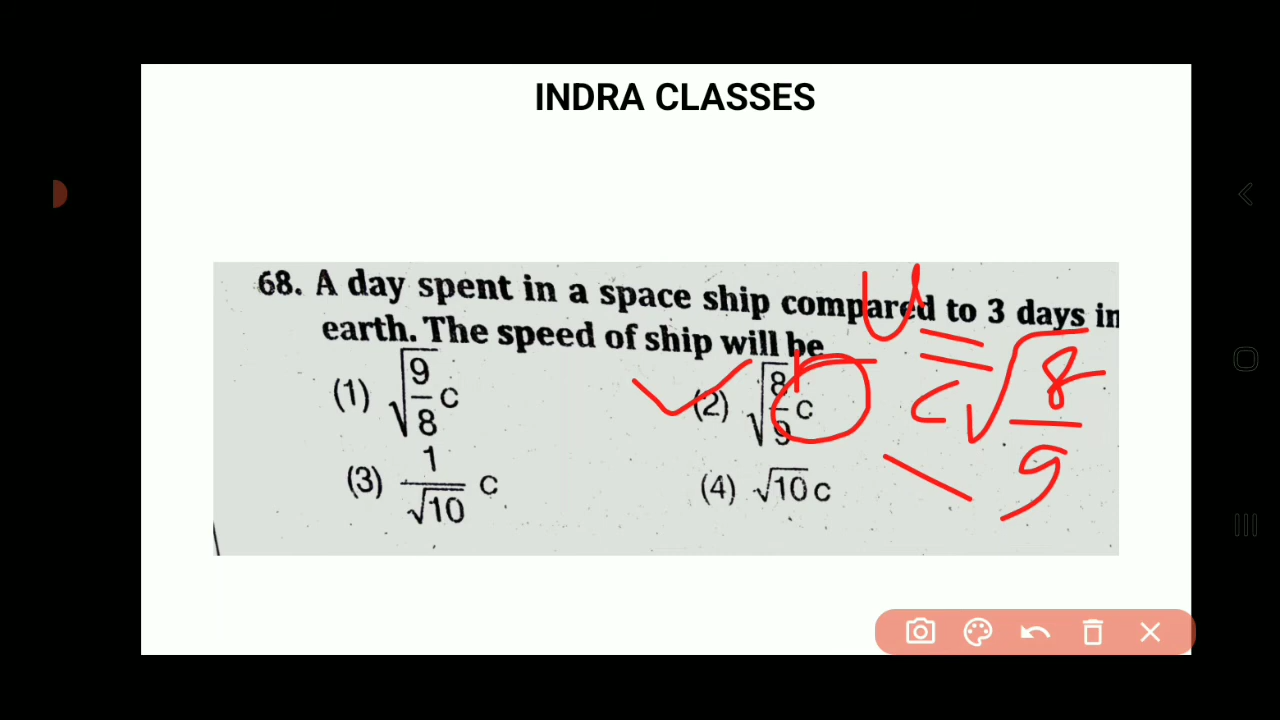 INDRA CLASSES
68. A day spent in a space ship compared to 3 days in
earth. The speed of ship will be
(1) √(9/8) c
(2) √(8/9) c
(3) 1/√10 c
(4) √10 c
U = c√(8/9)